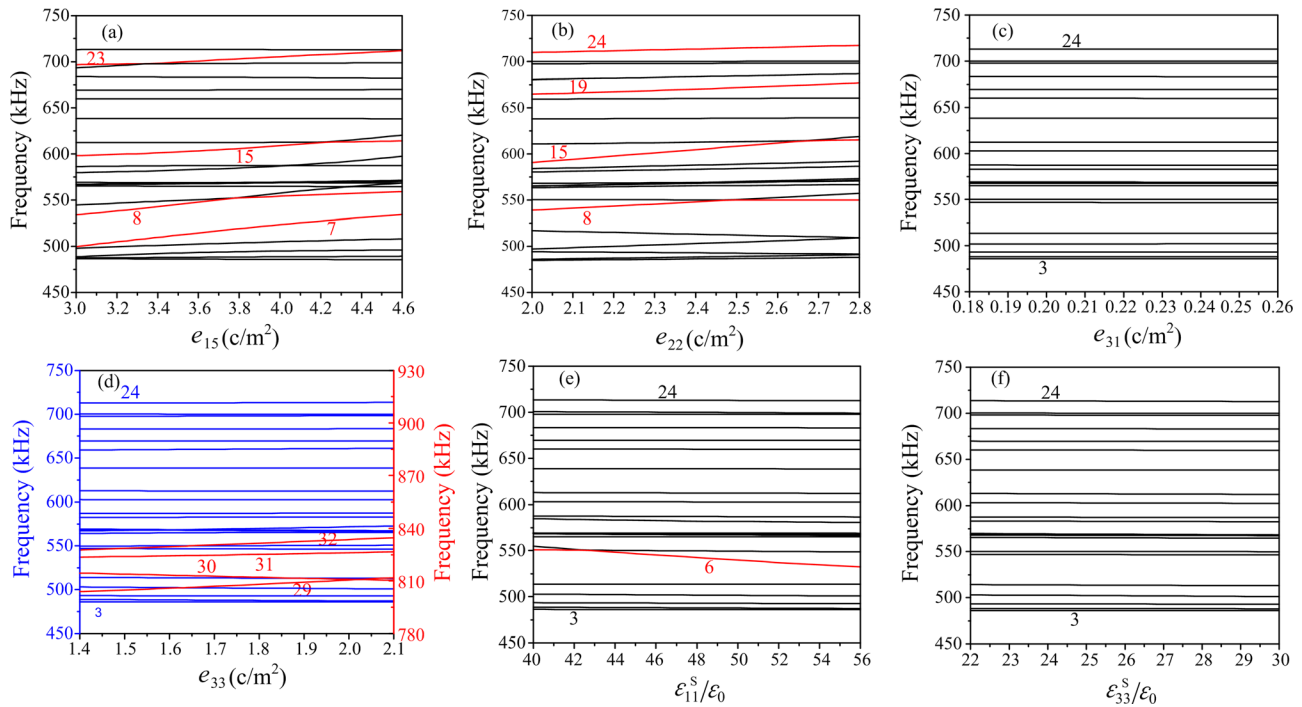 (a)
Frequency (kHz)
750
700
650
600
550
500
450
23
15
8
7
3.0 3.2 3.4 3.6 3.8 4.0 4.2 4.4 4.6
e15 (c/m²)
(b)
Frequency (kHz)
750
700
650
600
550
500
450
24
19
15
8
2.0 2.1 2.2 2.3 2.4 2.5 2.6 2.7 2.8
e22 (c/m²)
(c)
Frequency (kHz)
750
700
650
600
550
500
450
24
3
0.18 0.19 0.20 0.21 0.22 0.23 0.24 0.25 0.26
e31 (c/m²)
(d)
Frequency (kHz)
750
700
650
600
550
500
450
24
32
30 31
29
3
930
900
870
840
810
780
Frequency (kHz)
1.4 1.5 1.6 1.7 1.8 1.9 2.0 2.1
e33 (c/m²)
(e)
Frequency (kHz)
750
700
650
600
550
500
450
24
6
3
40 42 44 46 48 50 52 54 56
ε11^S/ε0
(f)
Frequency (kHz)
750
700
650
600
550
500
450
24
3
22 23 24 25 26 27 28 29 30
ε33^S/ε0